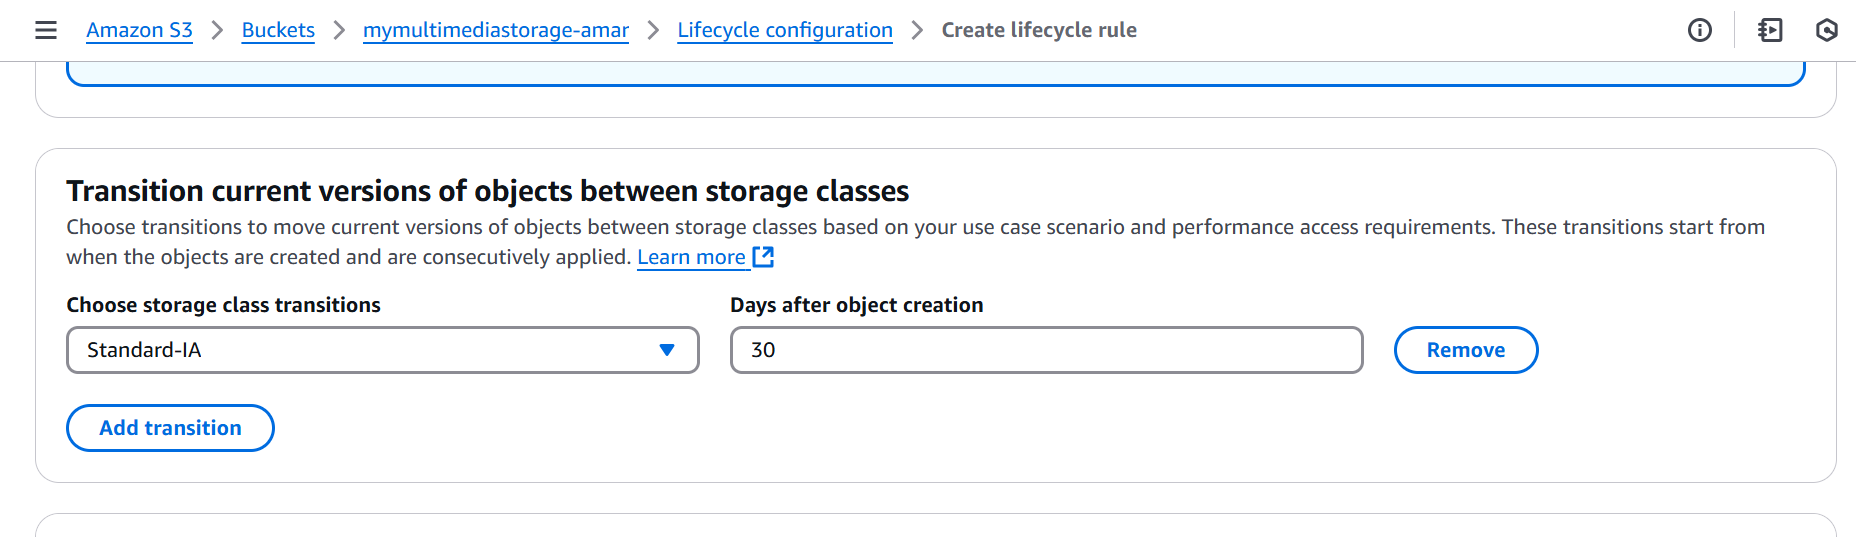 Amazon S3 > Buckets > mymultimediastorage-amar > Lifecycle configuration > Create lifecycle rule
Transition current versions of objects between storage classes
Choose transitions to move current versions of objects between storage classes based on your use case scenario and performance access requirements. These transitions start from
when the objects are created and are consecutively applied. Learn more
Choose storage class transitions
Days after object creation
Standard-IA
30
Remove
Add transition